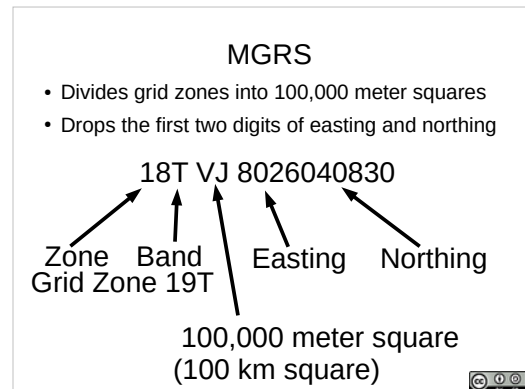 MGRS
• Divides grid zones into 100,000 meter squares
• Drops the first two digits of easting and northing
18T VJ 8026040830
Zone Band Easting Northing
Grid Zone 19T
100,000 meter square
(100 km square)
cc